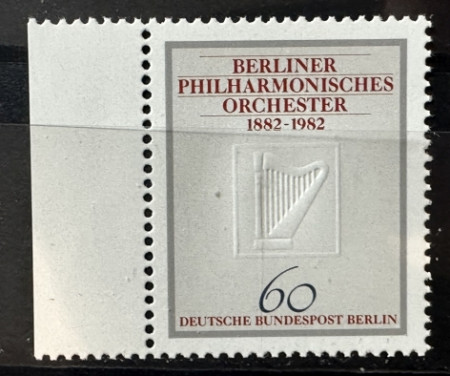 BERLINER
PHILHARMONISCHES
ORCHESTER
1882-1982
60
DEUTSCHE BUNDESPOST BERLIN